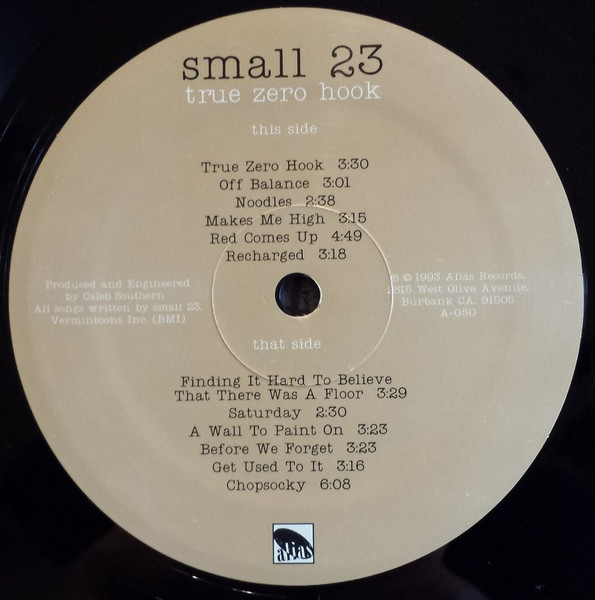 small 23
true zero hook
this side
True Zero Hook 3:30
Off Balance 3:01
Noodles 2:38
Makes Me High 3:15
Red Comes Up 4:49
Recharged 3:18
Produced and Engineered
by Caleb Southern
All songs written by small 23.
Vermintoons Inc. (BMI)
℗ © 1993 Alias Records.
2815 West Olive Avenue.
Burbank CA. 91505
A-050
that side
Finding It Hard To Believe
That There Was A Floor 3:29
Saturday 2:30
A Wall To Paint On 3:23
Before We Forget 3:23
Get Used To It 3:16
Chopsocky 6:08
alias